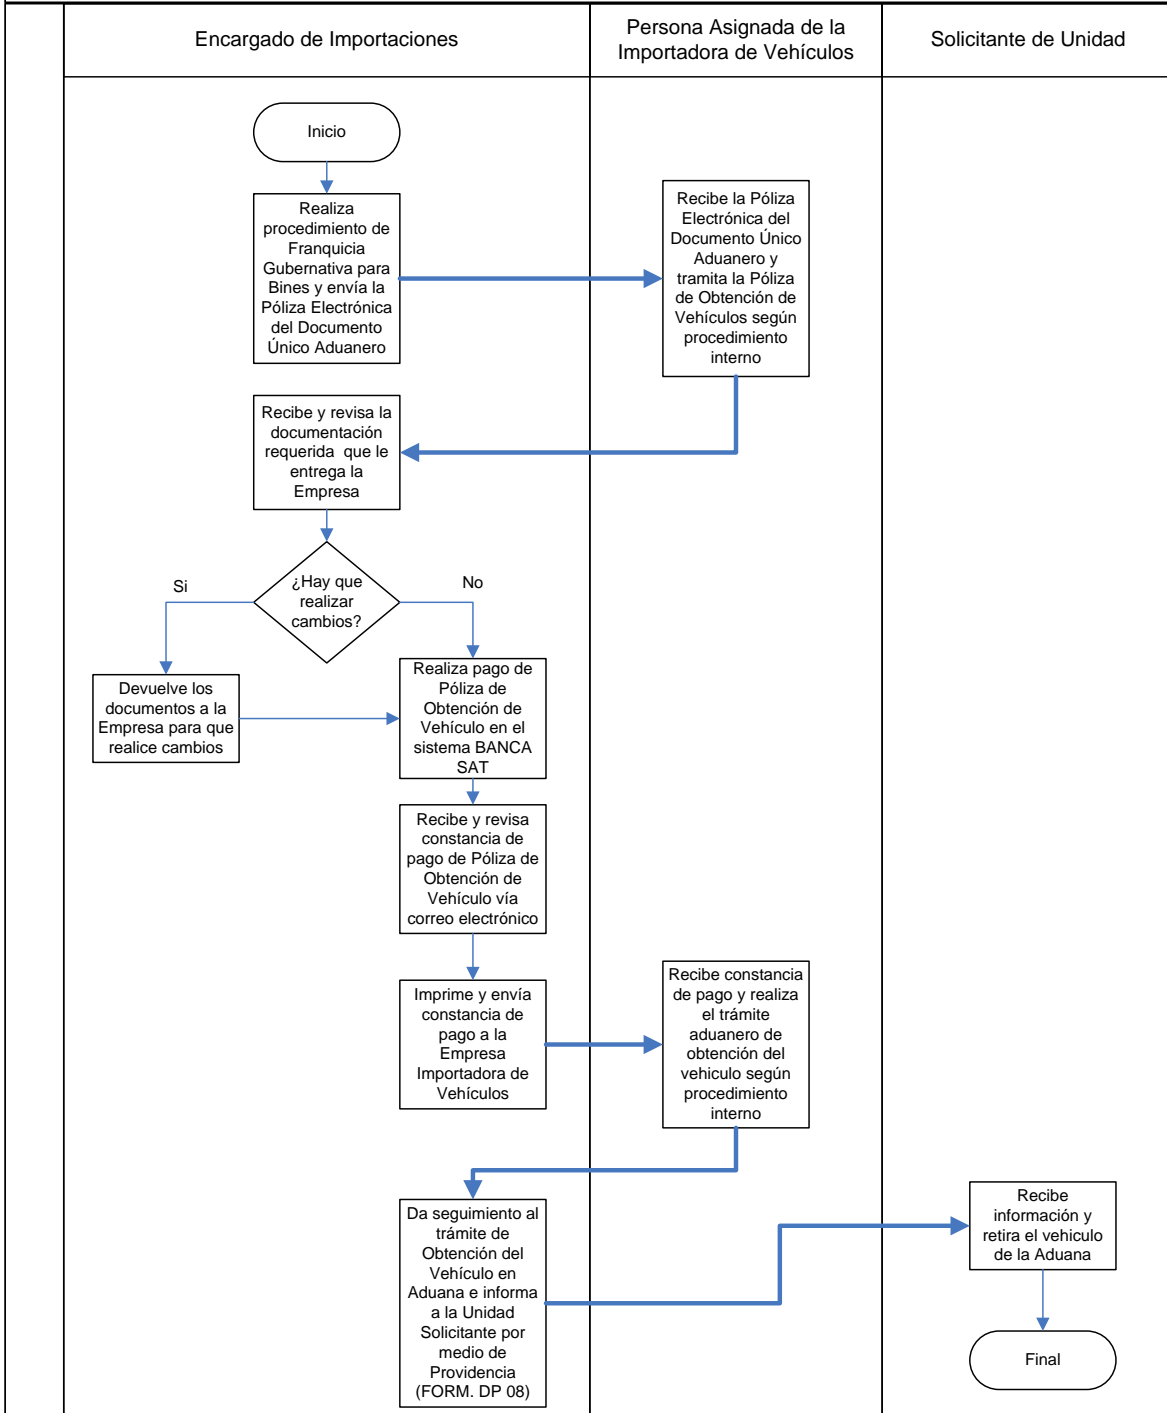 Encargado de Importaciones
Persona Asignada de la
Importadora de Vehículos
Solicitante de Unidad
Inicio
Realiza
procedimiento de
Franquicia
Gubernativa para
Bines y envía la
Póliza Electrónica
del Documento
Único Aduanero
Recibe la Póliza
Electrónica del
Documento Único
Aduanero y
tramita la Póliza
de Obtención de
Vehículos según
procedimiento
interno
Recibe y revisa la
documentación
requerida que le
entrega la
Empresa
¿Hay que
realizar
cambios?
Si
No
Devuelve los
documentos a la
Empresa para que
realice cambios
Realiza pago de
Póliza de
Obtención de
Vehículo en el
sistema BANCA
SAT
Recibe y revisa
constancia de
pago de Póliza de
Obtención de
Vehículo vía
correo electrónico
Imprime y envía
constancia de
pago a la
Empresa
Importadora de
Vehículos
Recibe constancia
de pago y realiza
el trámite
aduanero de
obtención del
vehiculo según
procedimiento
interno
Da seguimiento al
trámite de
Obtención del
Vehículo en
Aduana e informa
a la Unidad
Solicitante por
medio de
Providencia
(FORM. DP 08)
Recibe
información y
retira el vehiculo
de la Aduana
Final